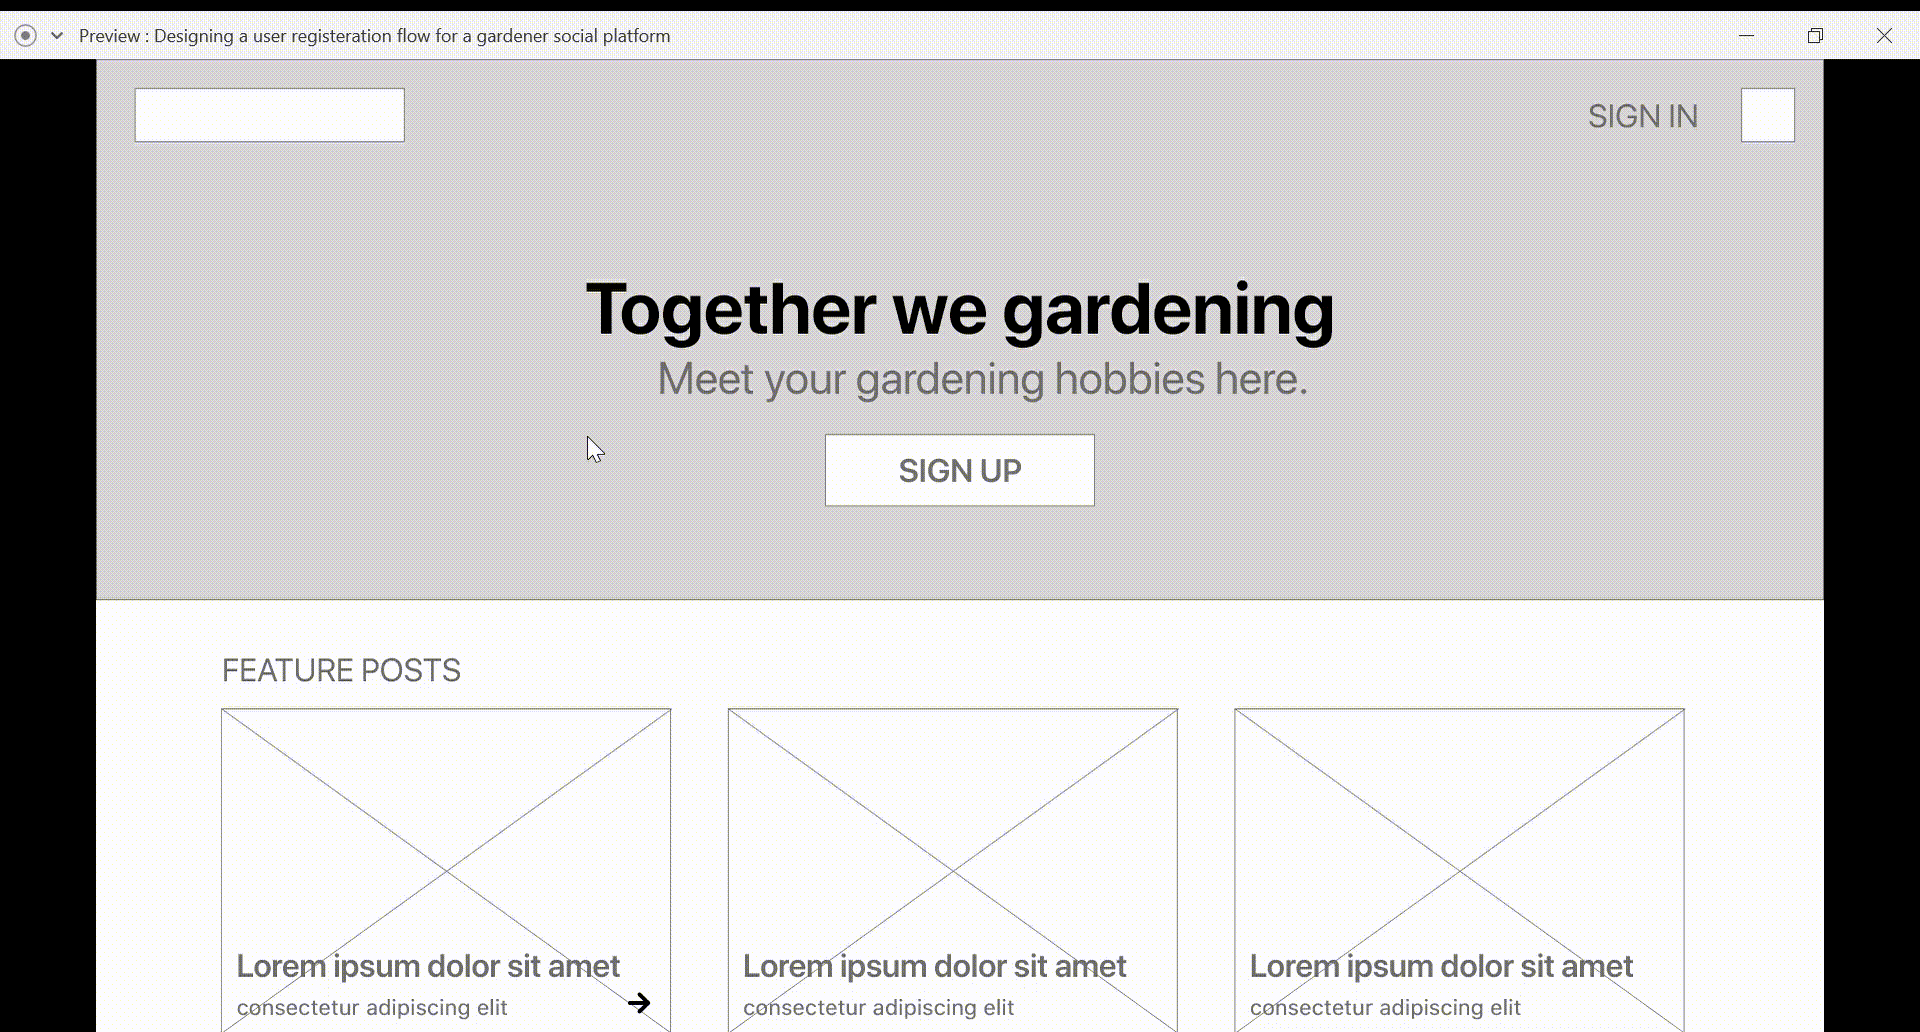 Preview : Designing a user registeration flow for a gardener social platform
SIGN IN
Together we gardening
Meet your gardening hobbies here.
SIGN UP
FEATURE POSTS
Lorem ipsum dolor sit amet
consectetur adipiscing elit
Lorem ipsum dolor sit amet
consectetur adipiscing elit
Lorem ipsum dolor sit amet
consectetur adipiscing elit